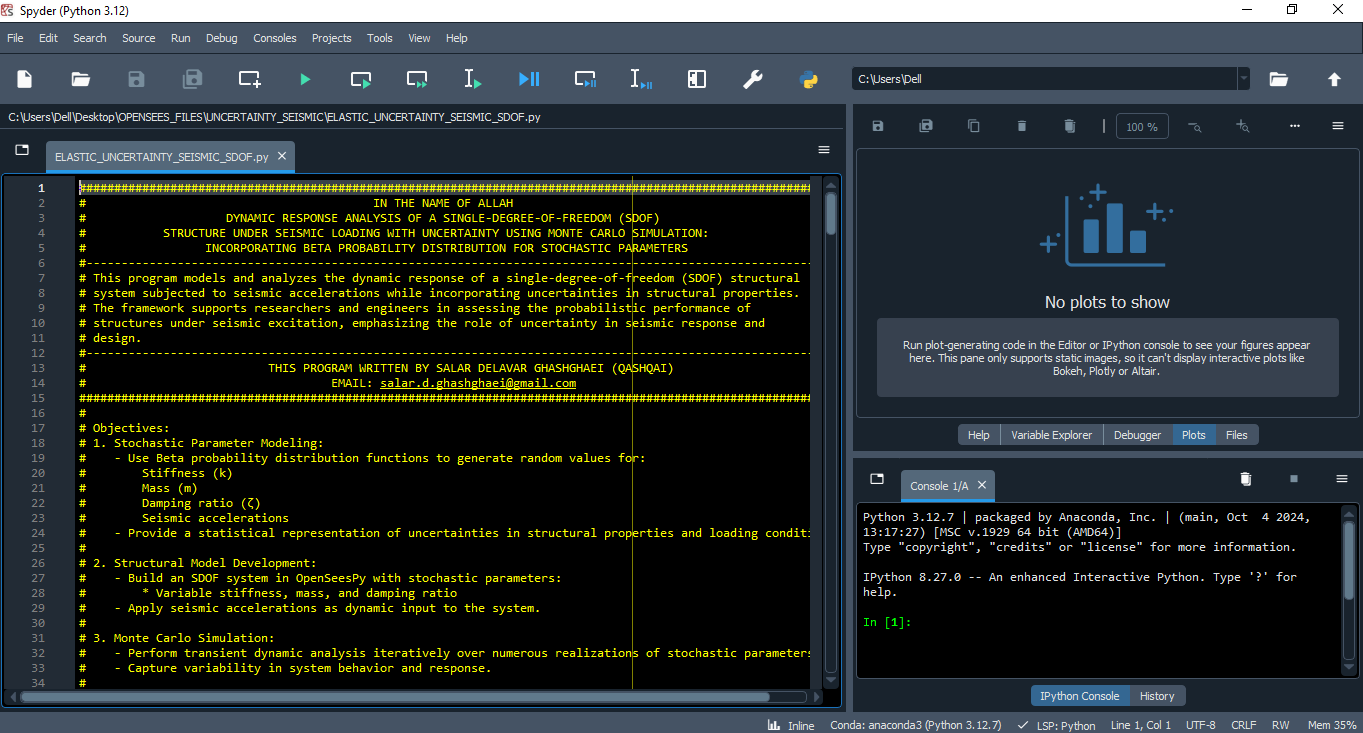 Spyder (Python 3.12)
File Edit Search Source Run Debug Consoles Projects Tools View Help
C:\Users\Dell
C:\Users\Dell\Desktop\OPENSEES_FILES\UNCERTAINTY_SEISMIC\ELASTIC_UNCERTAINTY_SEISMIC_SDOF.py
ELASTIC_UNCERTAINTY_SEISMIC_SDOF.py
1 ########################################################################################################
2 # IN THE NAME OF ALLAH
3 # DYNAMIC RESPONSE ANALYSIS OF A SINGLE-DEGREE-OF-FREEDOM (SDOF)
4 # STRUCTURE UNDER SEISMIC LOADING WITH UNCERTAINTY USING MONTE CARLO SIMULATION:
5 # INCORPORATING BETA PROBABILITY DISTRIBUTION FOR STOCHASTIC PARAMETERS
6 #-------------------------------------------------------------------------------------------------------
7 # This program models and analyzes the dynamic response of a single-degree-of-freedom (SDOF) structural
8 # system subjected to seismic accelerations while incorporating uncertainties in structural properties.
9 # The framework supports researchers and engineers in assessing the probabilistic performance of
10 # structures under seismic excitation, emphasizing the role of uncertainty in seismic response and
11 # design.
12 #-------------------------------------------------------------------------------------------------------
13 # THIS PROGRAM WRITTEN BY SALAR DELAVAR GHASHGHAEI (QASHQAI)
14 # EMAIL: salar.d.ghashghaei@gmail.com
15 ########################################################################################################
16 #
17 # Objectives:
18 # 1. Stochastic Parameter Modeling:
19 # - Use Beta probability distribution functions to generate random values for:
20 # Stiffness (k)
21 # Mass (m)
22 # Damping ratio (ζ)
23 # Seismic accelerations
24 # - Provide a statistical representation of uncertainties in structural properties and loading condit
25 #
26 # 2. Structural Model Development:
27 # - Build an SDOF system in OpenSeesPy with stochastic parameters:
28 # * Variable stiffness, mass, and damping ratio
29 # - Apply seismic accelerations as dynamic input to the system.
30 #
31 # 3. Monte Carlo Simulation:
32 # - Perform transient dynamic analysis iteratively over numerous realizations of stochastic parameters
33 # - Capture variability in system behavior and response.
34 #
100 %
No plots to show
Run plot-generating code in the Editor or IPython console to see your figures appear
here. This pane only supports static images, so it can't display interactive plots like
Bokeh, Plotly or Altair.
Help Variable Explorer Debugger Plots Files
Console 1/A
Python 3.12.7 | packaged by Anaconda, Inc. | (main, Oct  4 2024,
13:17:27) [MSC v.1929 64 bit (AMD64)]
Type "copyright", "credits" or "license" for more information.
IPython 8.27.0 -- An enhanced Interactive Python. Type '?' for
help.
In [1]:
IPython Console History
Inline Conda: anaconda3 (Python 3.12.7) LSP: Python Line 1, Col 1 UTF-8 CRLF RW Mem 35%